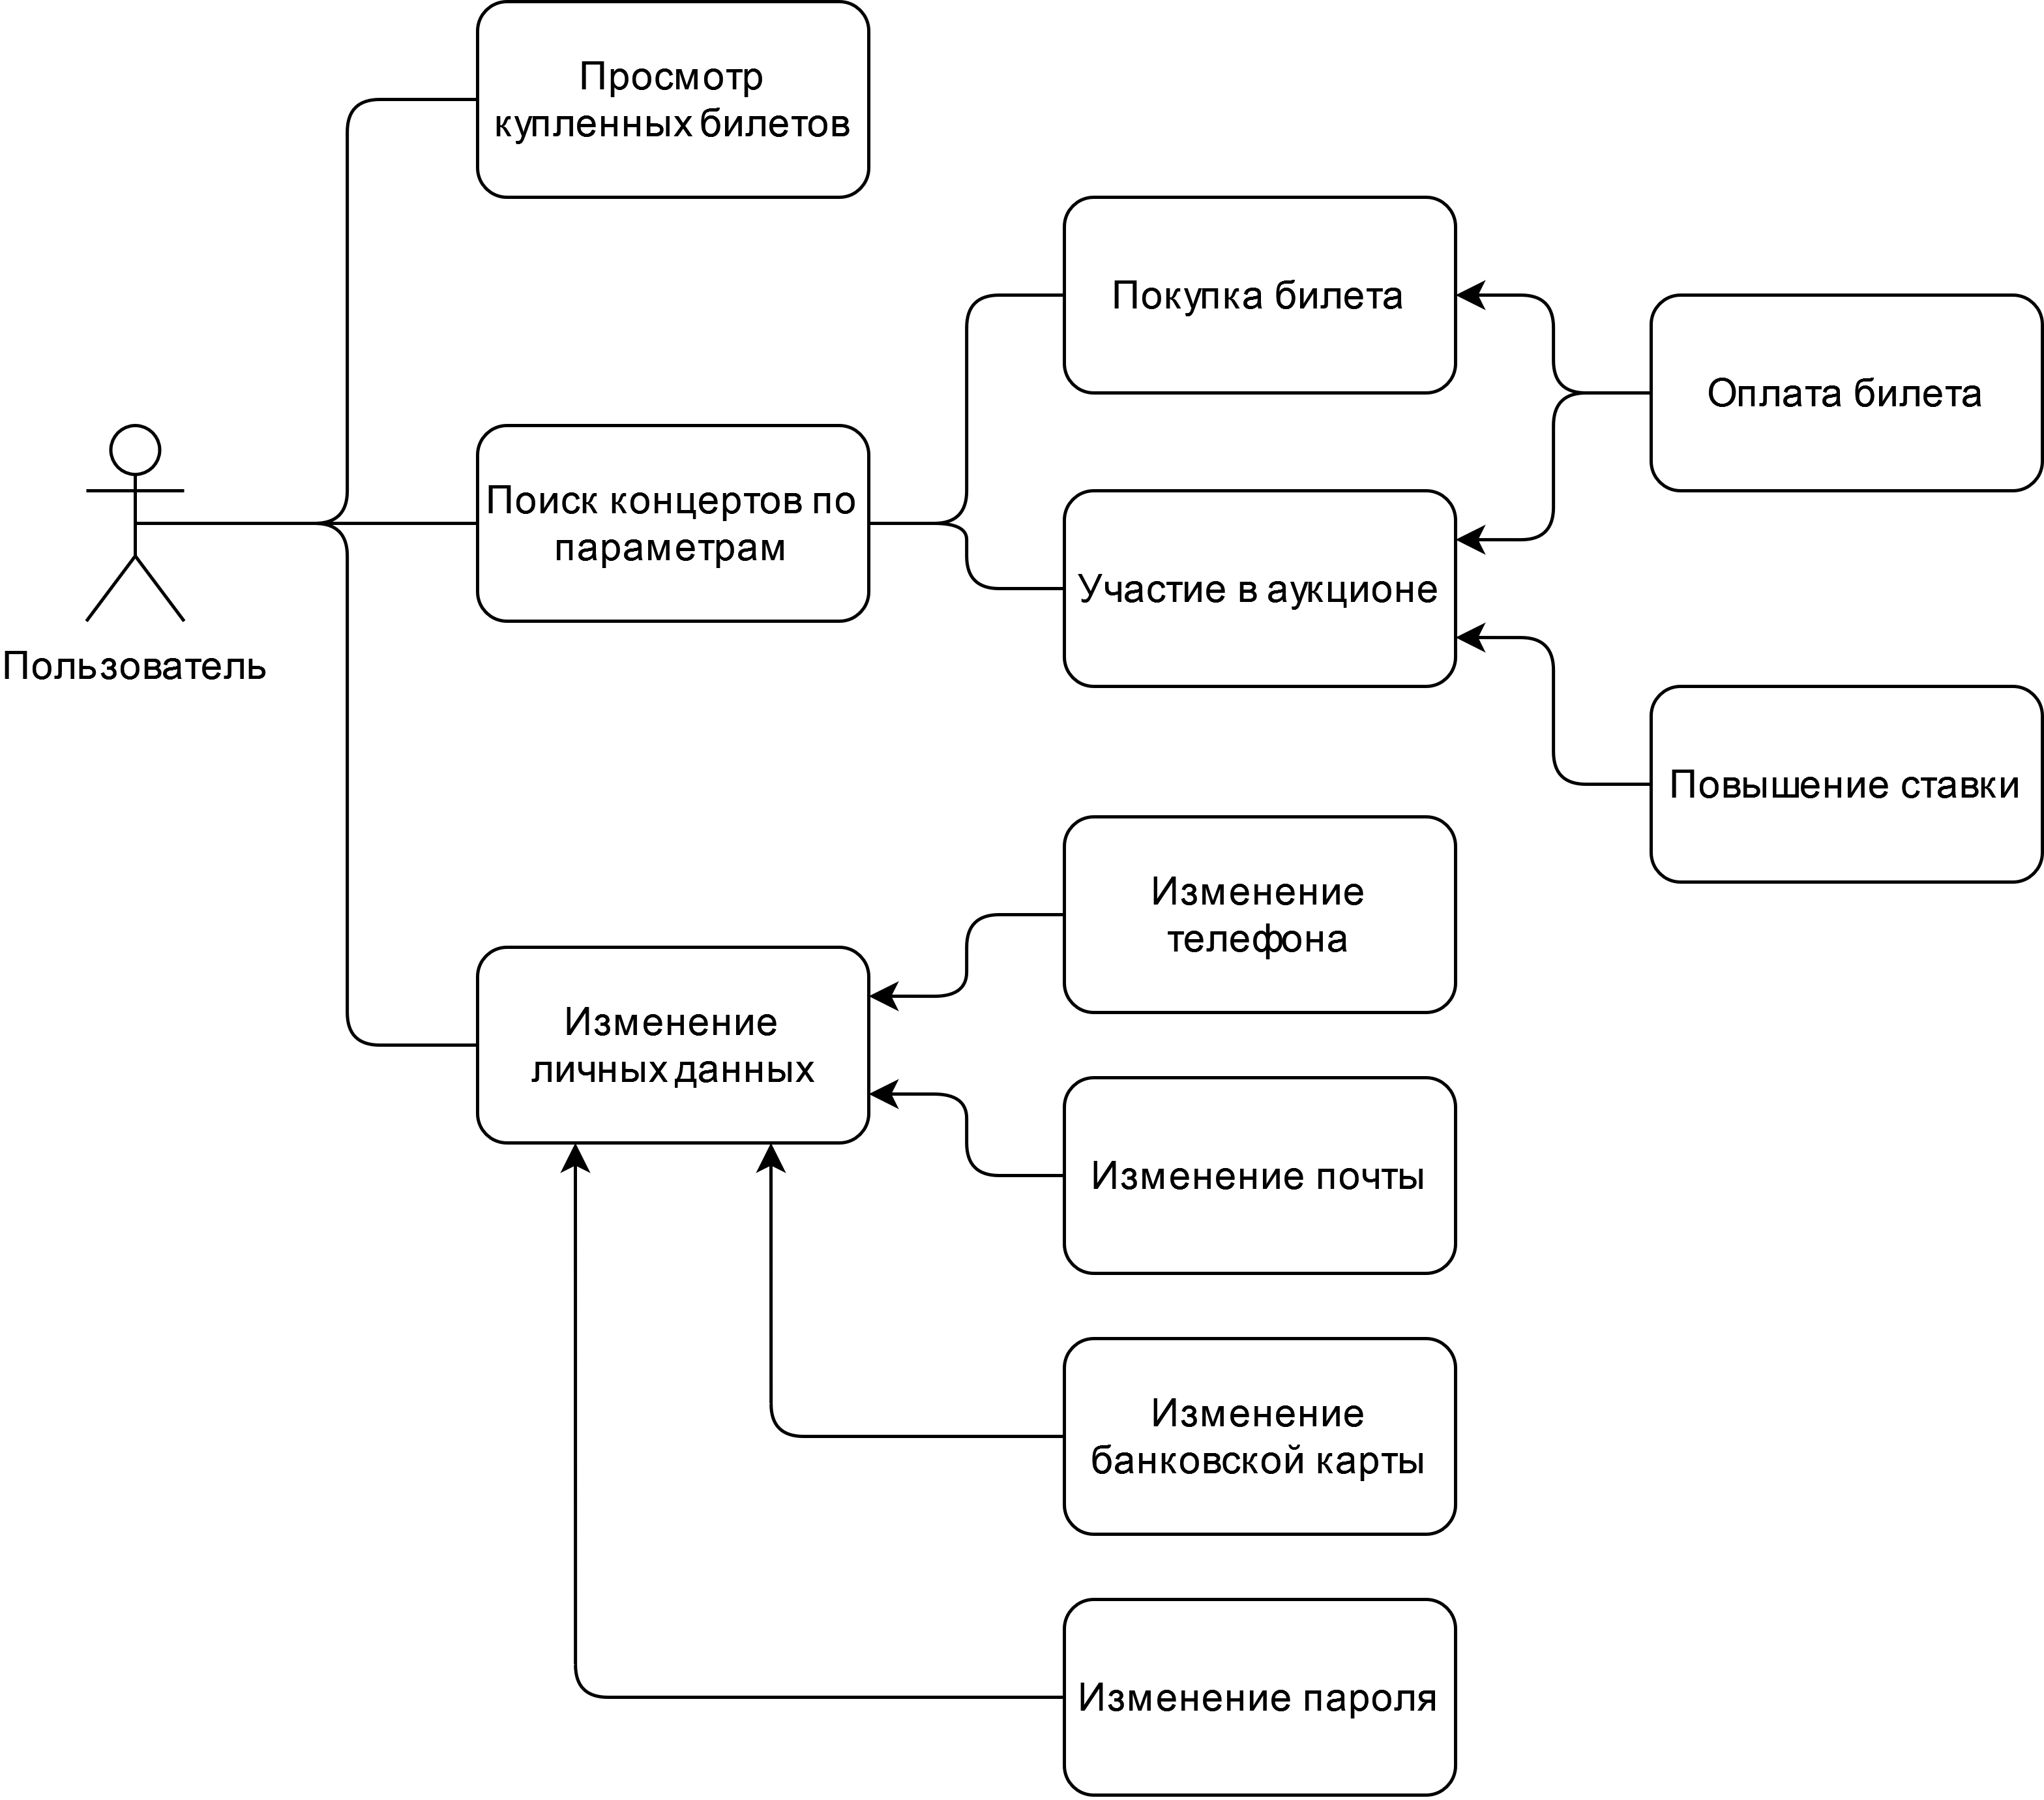 Просмотр
купленных билетов
Покупка билета
Оплата билета
Поиск концертов по
параметрам
Участие в аукционе
Пользователь
Повышение ставки
Изменение
телефона
Изменение
личных данных
Изменение почты
Изменение
банковской карты
Изменение пароля